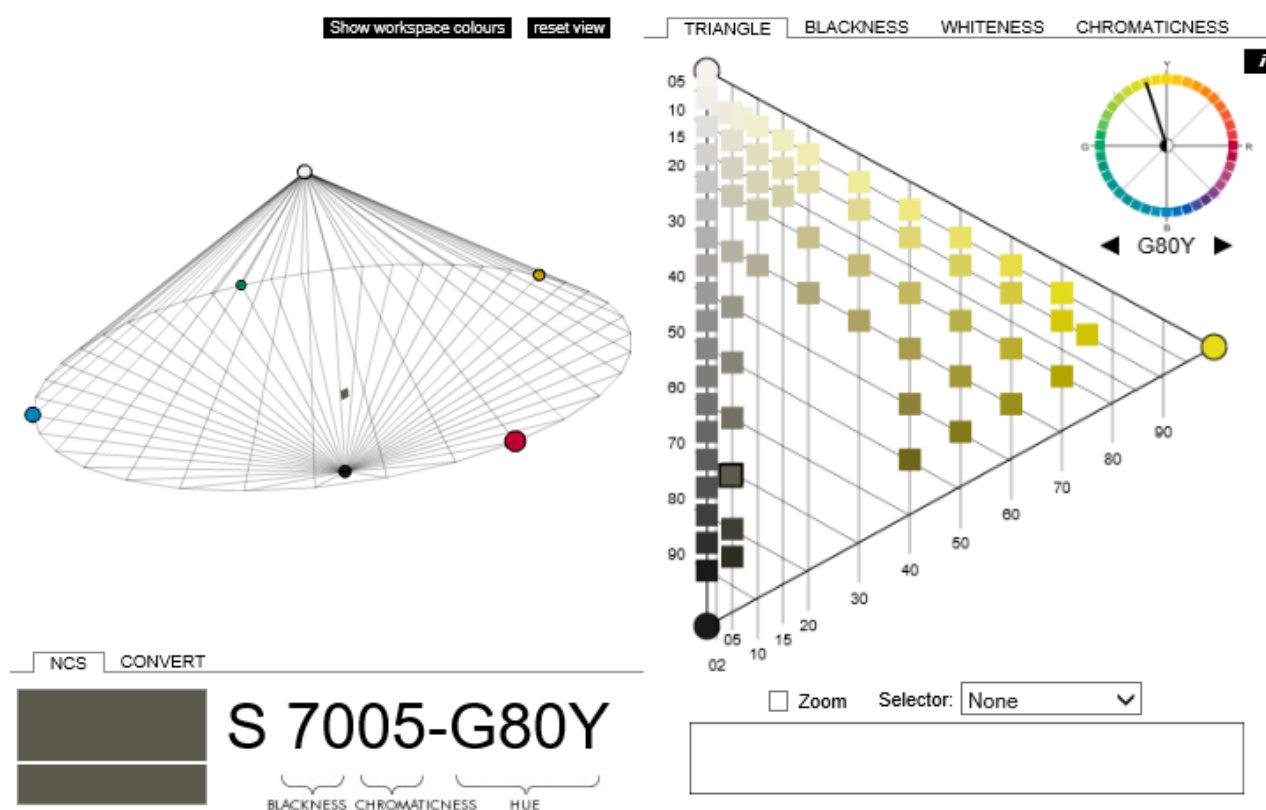 Show workspace colours reset view
TRIANGLE BLACKNESS WHITENESS CHROMATICNESS
i
Y
G R
B
G80Y
05
10
15
20
30
40
50
60
70
80
90
90
80
70
60
50
40
30
20
15
05
10
02
Zoom Selector: None
NCS CONVERT
S 7005-G80Y
BLACKNESS CHROMATICNESS HUE